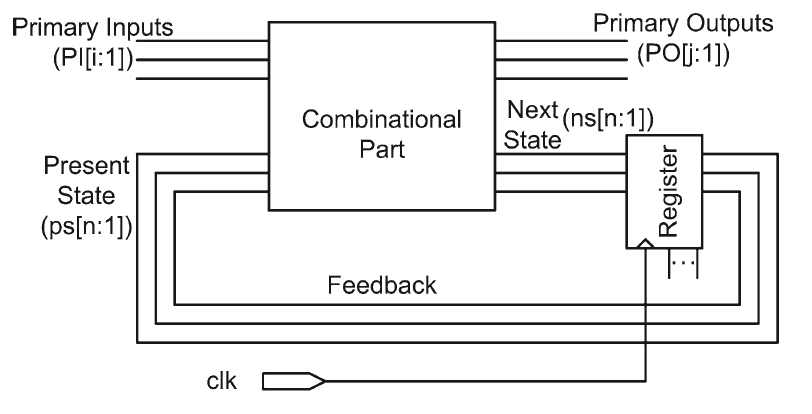 Primary Inputs
(PI[i:1])
Primary Outputs
(PO[j:1])
Combinational
Part
Next
State
(ns[n:1])
Present
State
(ps[n:1])
Register
...
Feedback
clk